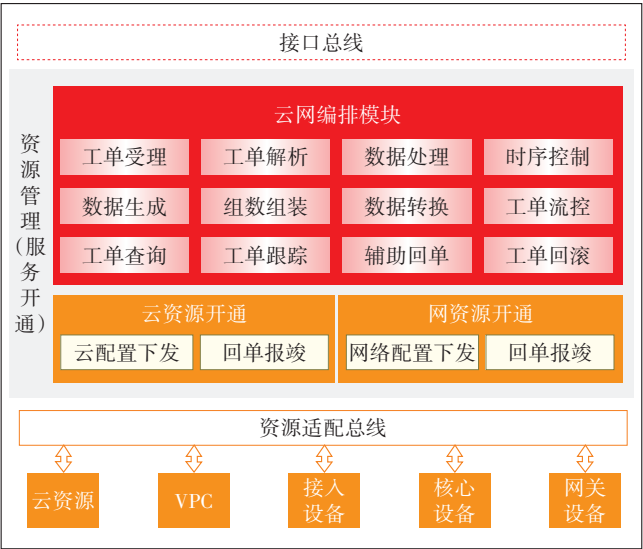 接口总线
资源管理(服务开通)
云网编排模块
工单受理 工单解析 数据处理 时序控制
数据生成 组数组装 数据转换 工单流控
工单查询 工单跟踪 辅助回单 工单回滚
云资源开通 网资源开通
云配置下发 回单报竣 网络配置下发 回单报竣
资源适配总线
云资源 VPC 接入设备 核心设备 网关设备